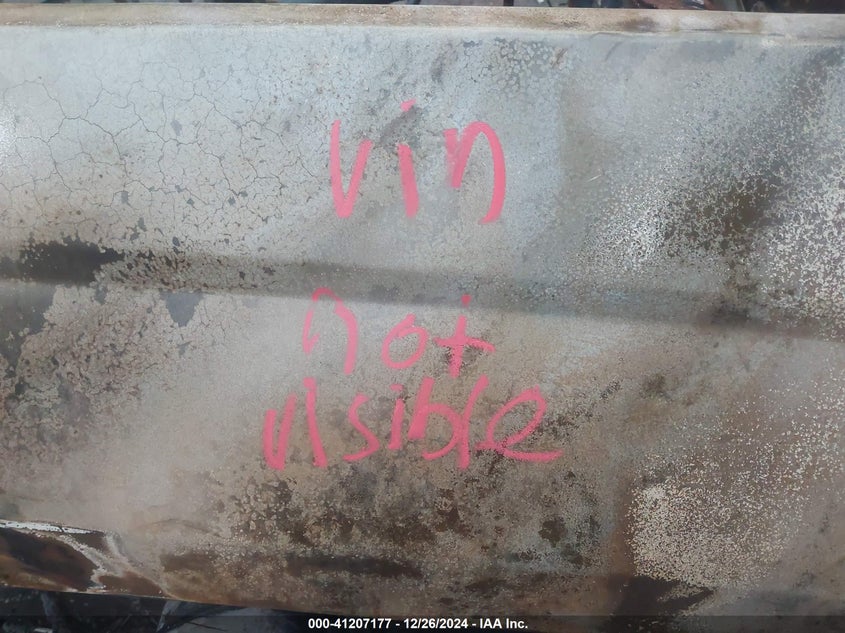 vin
not
visible
000-41207177 - 12/26/2024 - IAA Inc.